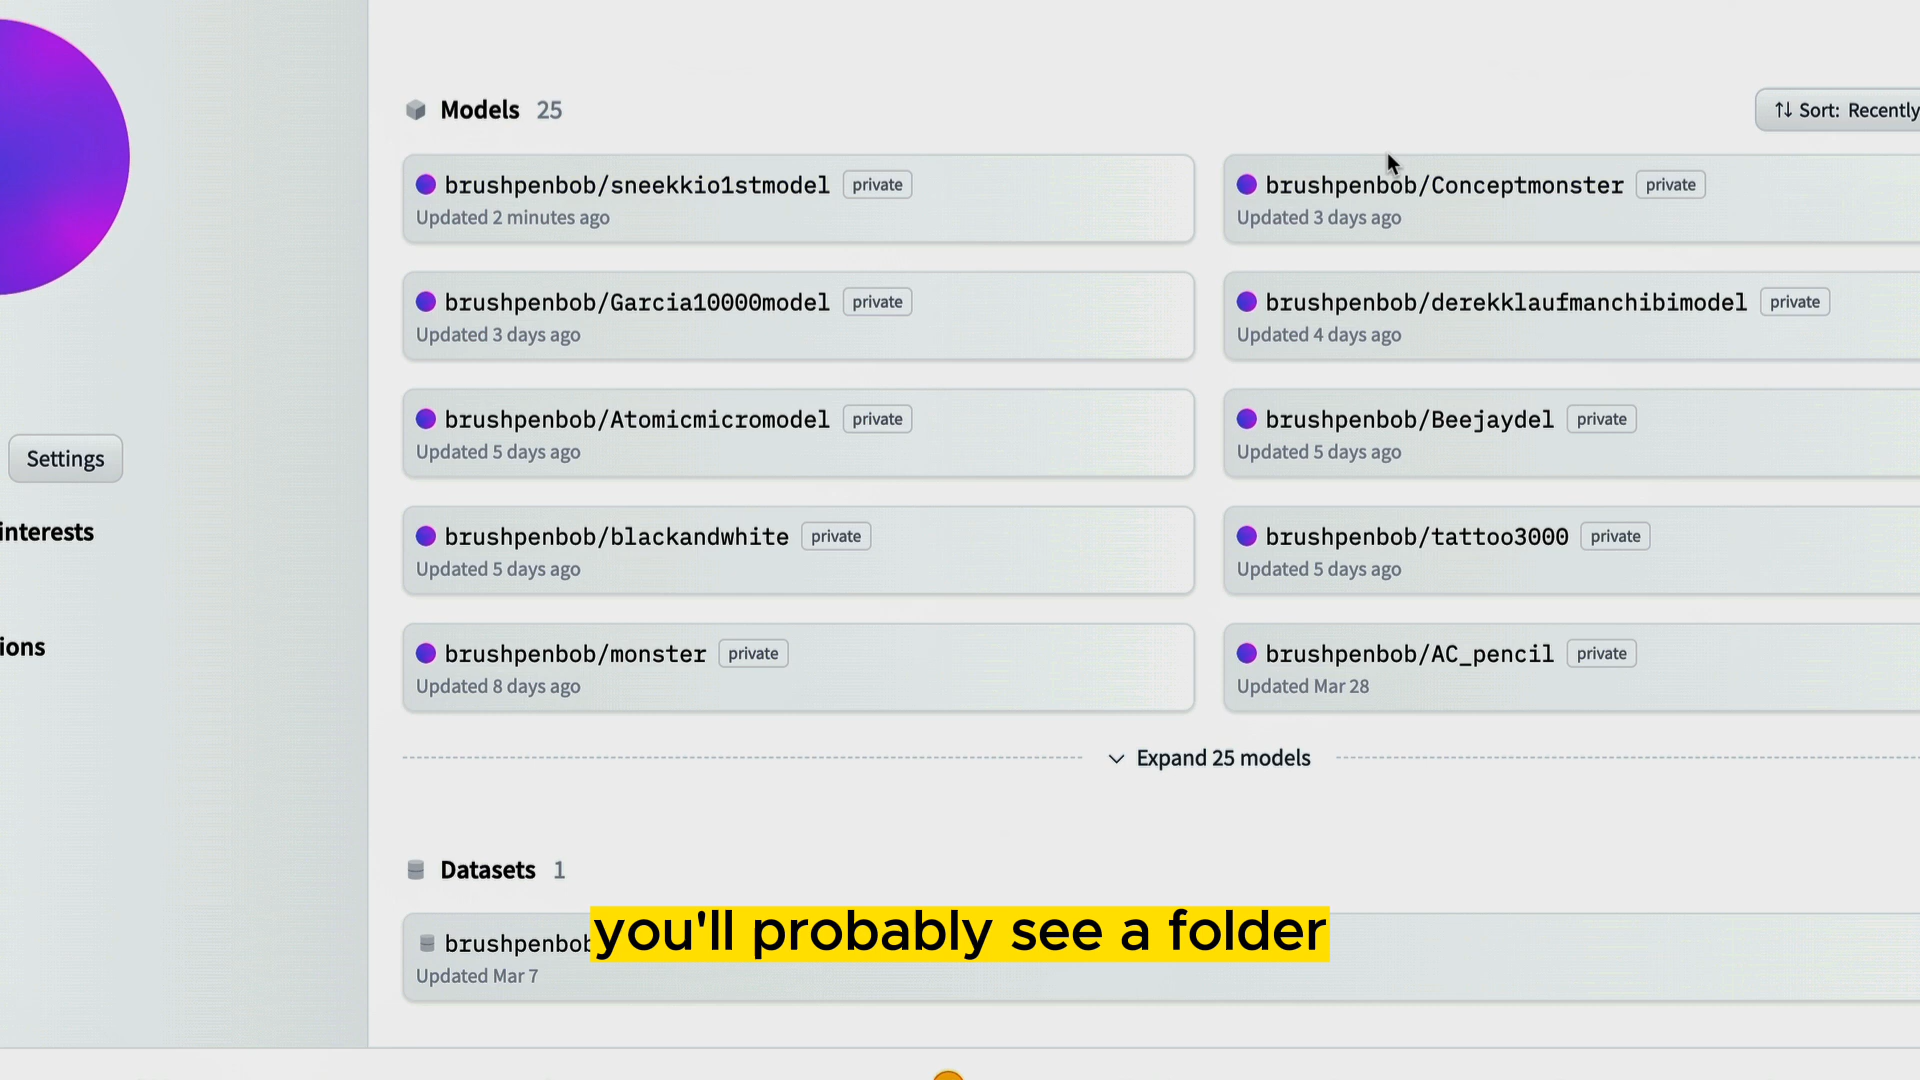 Models 25
Sort: Recently
brushpenbob/sneekkio1stmodel private
Updated 2 minutes ago
brushpenbob/Conceptmonster private
Updated 3 days ago
brushpenbob/Garcia10000model private
Updated 3 days ago
brushpenbob/derekklaufmanchibimodel private
Updated 4 days ago
Settings
brushpenbob/Atomicmicromodel private
Updated 5 days ago
brushpenbob/Beejaydel private
Updated 5 days ago
interests
brushpenbob/blackandwhite private
Updated 5 days ago
brushpenbob/tattoo3000 private
Updated 5 days ago
ions
brushpenbob/monster private
Updated 8 days ago
brushpenbob/AC_pencil private
Updated Mar 28
Expand 25 models
Datasets 1
brushpenbob
Updated Mar 7
you'll probably see a folder